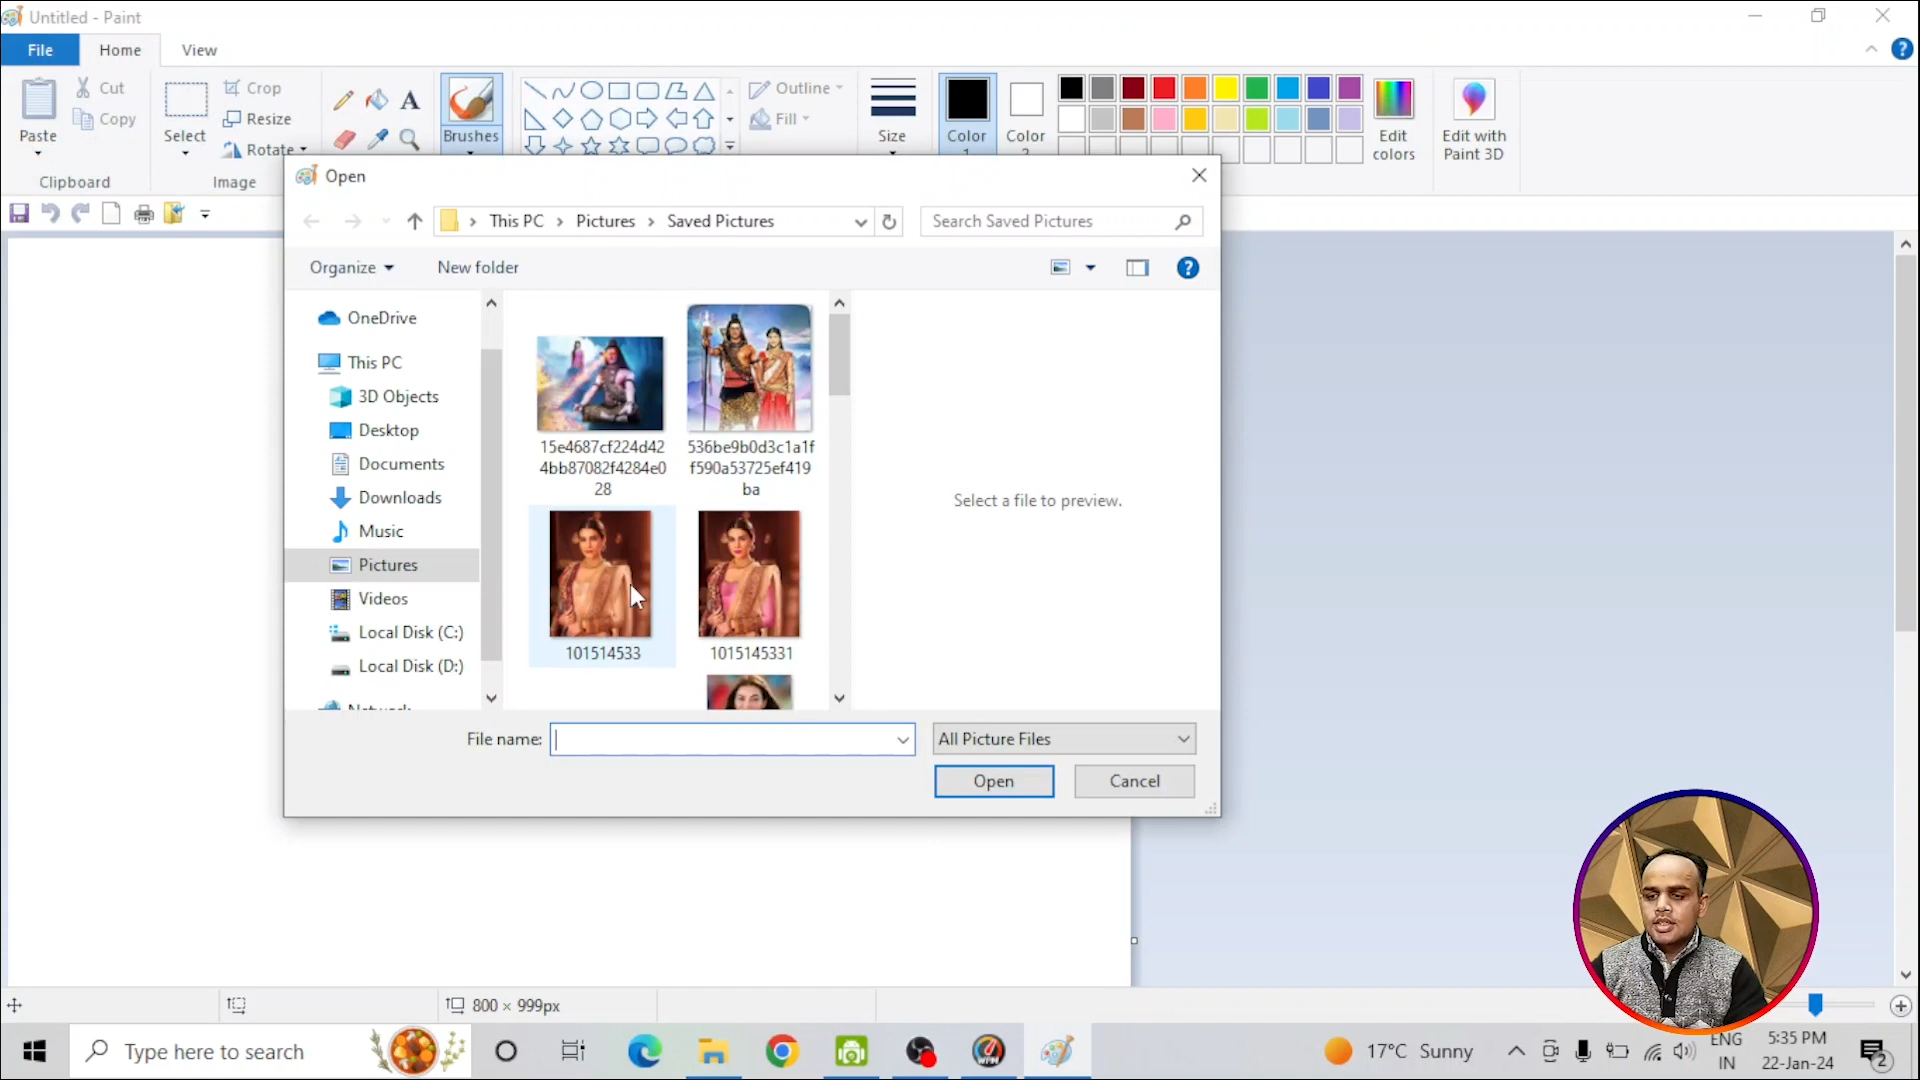 Untitled - Paint
File Home View
Paste
Cut
Copy
Clipboard
Select
Crop
Resize
Rotate
Image
A
Brushes
Outline
Fill
Size
Color
1
Color
2
Edit
colors
Edit with
Paint 3D
Open
This PC Pictures Saved Pictures
Search Saved Pictures
Organize New folder
OneDrive
This PC
3D Objects
Desktop
Documents
Downloads
Music
Pictures
Videos
Local Disk (C:)
Local Disk (D:)
Network
15e4687cf224d42
4bb87082f4284e0
28
536be9b0d3c1a1f
f590a53725ef419
ba
101514533
1015145331
Select a file to preview.
File name:
All Picture Files
Open Cancel
800 × 999px
Type here to search
17°C Sunny
ENG
IN
5:35 PM
22-Jan-24
2